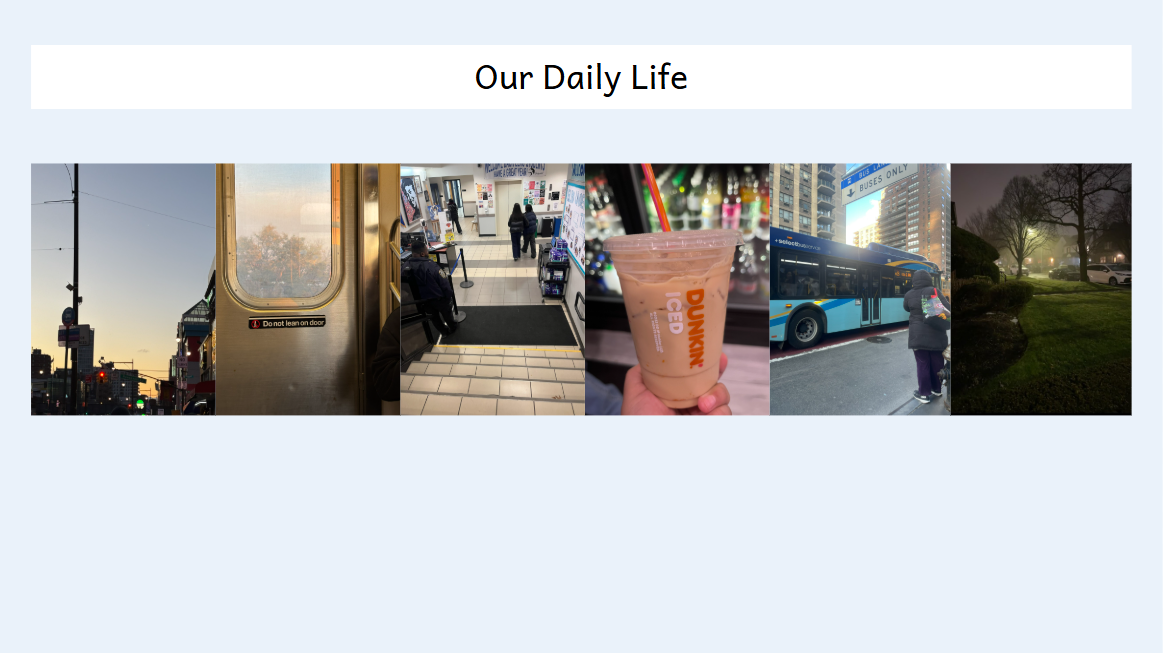 Our Daily Life
Do not lean on door
HAVE A GREAT YEAR
DUNKIN'
ICED
BUS LANE
BUSES ONLY
+selectbusservice